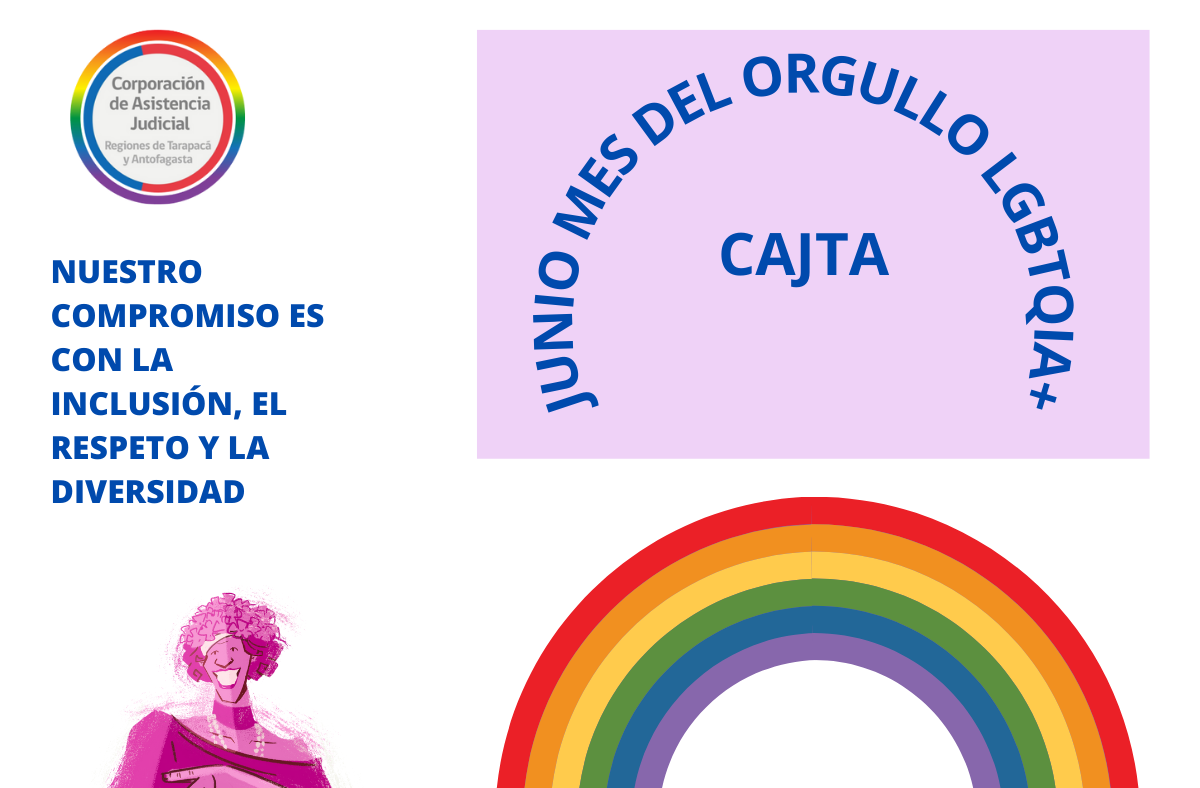 Corporación
de Asistencia
Judicial
Regiones de Tarapacá
y Antofagasta
NUESTRO
COMPROMISO ES
CON LA
INCLUSIÓN, EL
RESPETO Y LA
DIVERSIDAD
JUNIO MES DEL ORGULLO LGBTQIA+
CAJTA